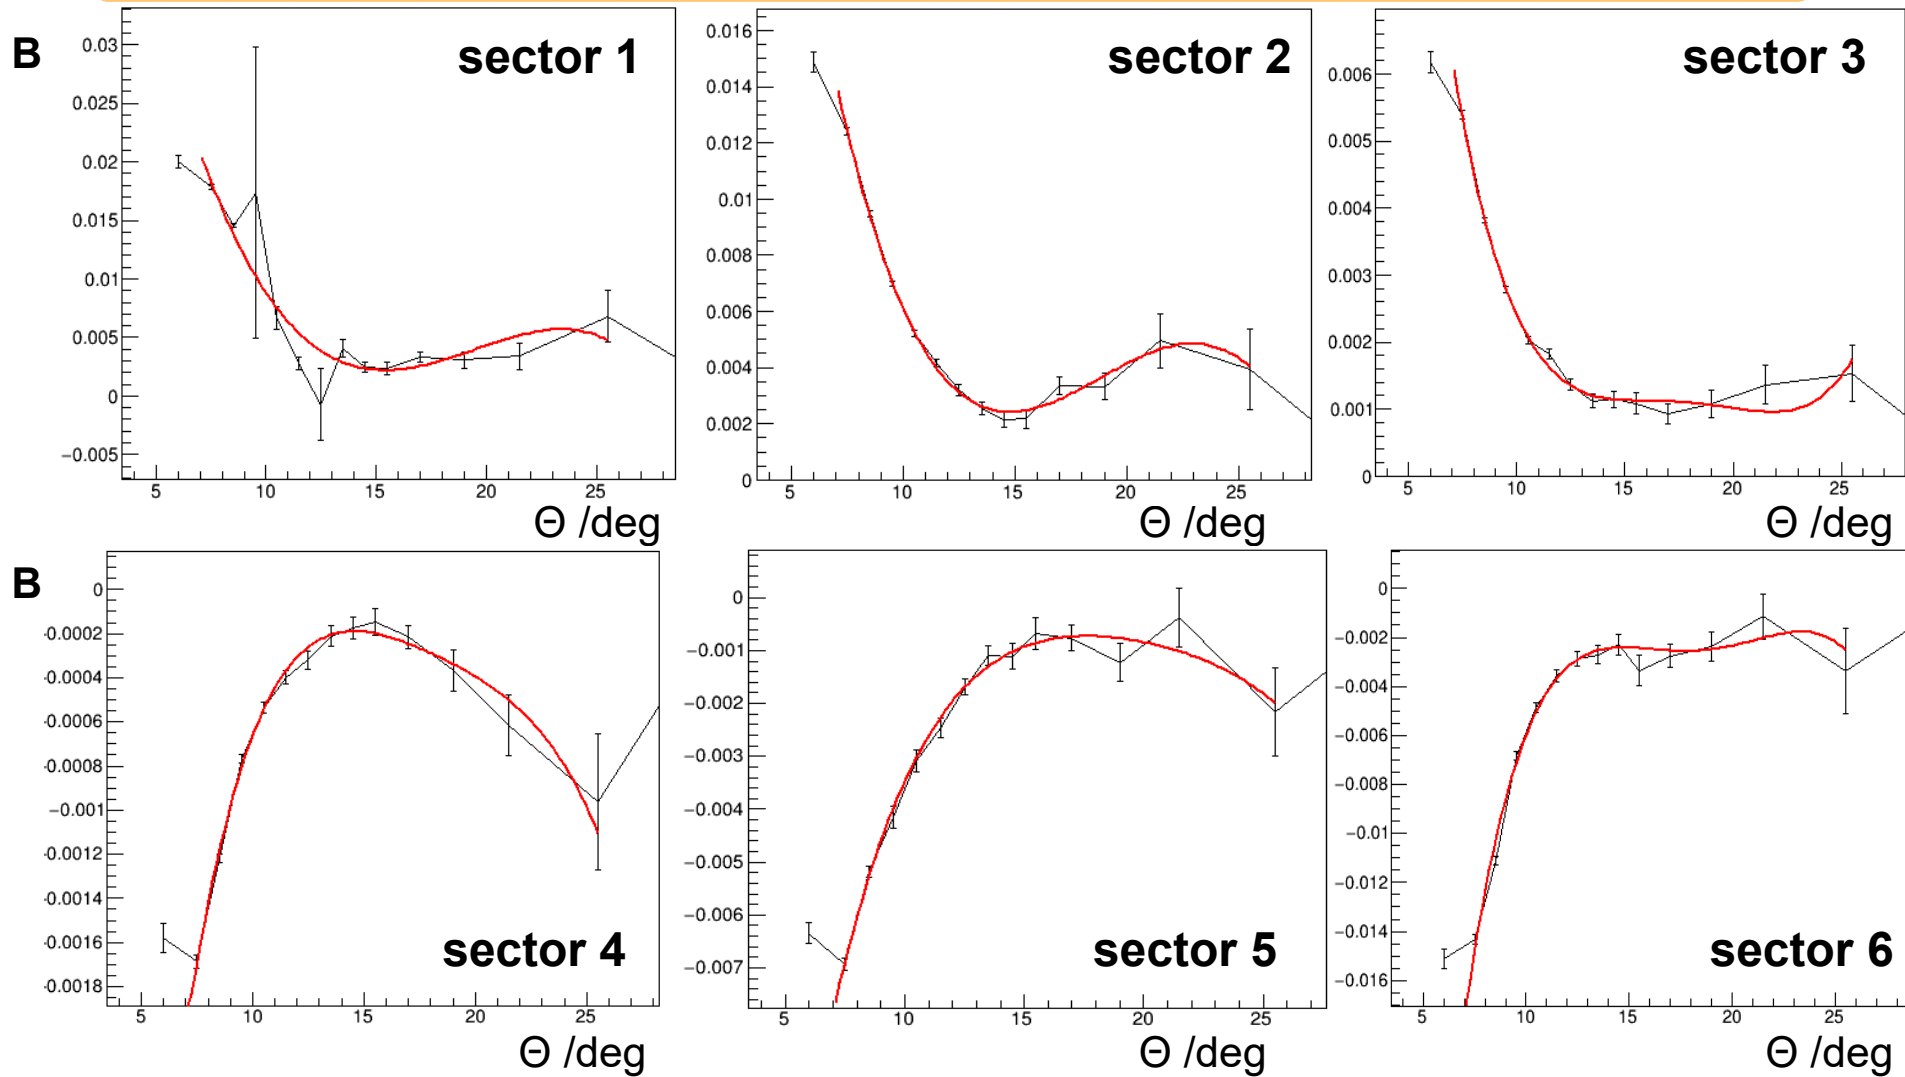 B
sector 1
0.03
0.025
0.02
0.015
0.01
0.005
0
−0.005
5 10 15 20 25
Θ /deg
sector 2
0.016
0.014
0.012
0.01
0.008
0.006
0.004
0.002
0
5 10 15 20 25
Θ /deg
sector 3
0.006
0.005
0.004
0.003
0.002
0.001
0
5 10 15 20 25
Θ /deg
B
0
-0.0002
-0.0004
-0.0006
-0.0008
−0.001
-0.0012
-0.0014
-0.0016
-0.0018
sector 4
5 10 15 20 25
Θ /deg
0
−0.001
−0.002
−0.003
−0.004
−0.005
−0.006
−0.007
sector 5
5 10 15 20 25
Θ /deg
0
−0.002
−0.004
−0.006
−0.008
−0.01
−0.012
−0.014
−0.016
sector 6
5 10 15 20 25
Θ /deg